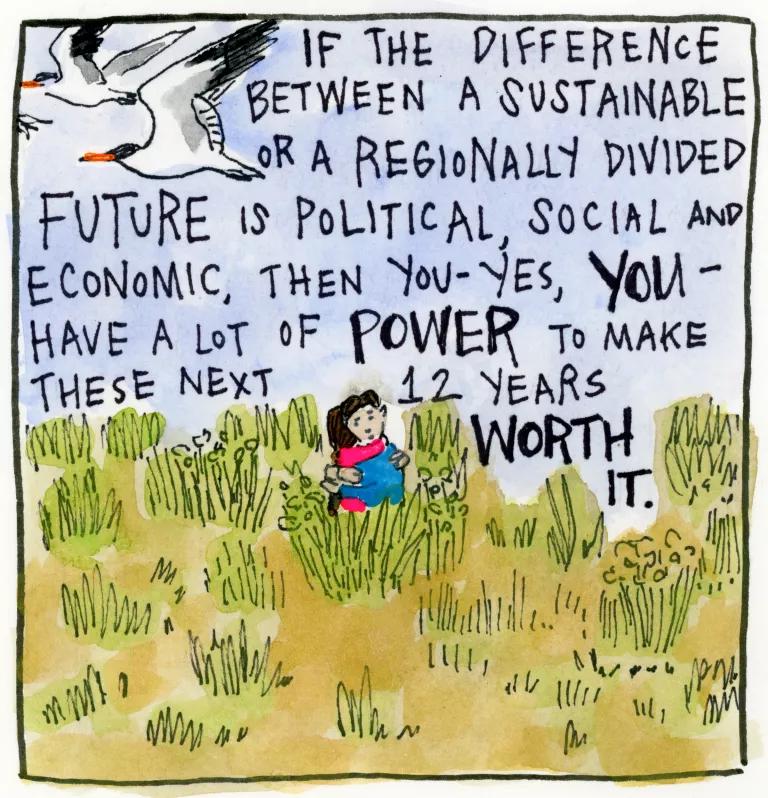 IF THE DIFFERENCE
BETWEEN A SUSTAINABLE
OR A REGIONALLY DIVIDED
FUTURE IS POLITICAL, SOCIAL AND
ECONOMIC, THEN YOU-YES, YOU-
HAVE A LOT OF POWER TO MAKE
THESE NEXT 12 YEARS
WORTH
IT.